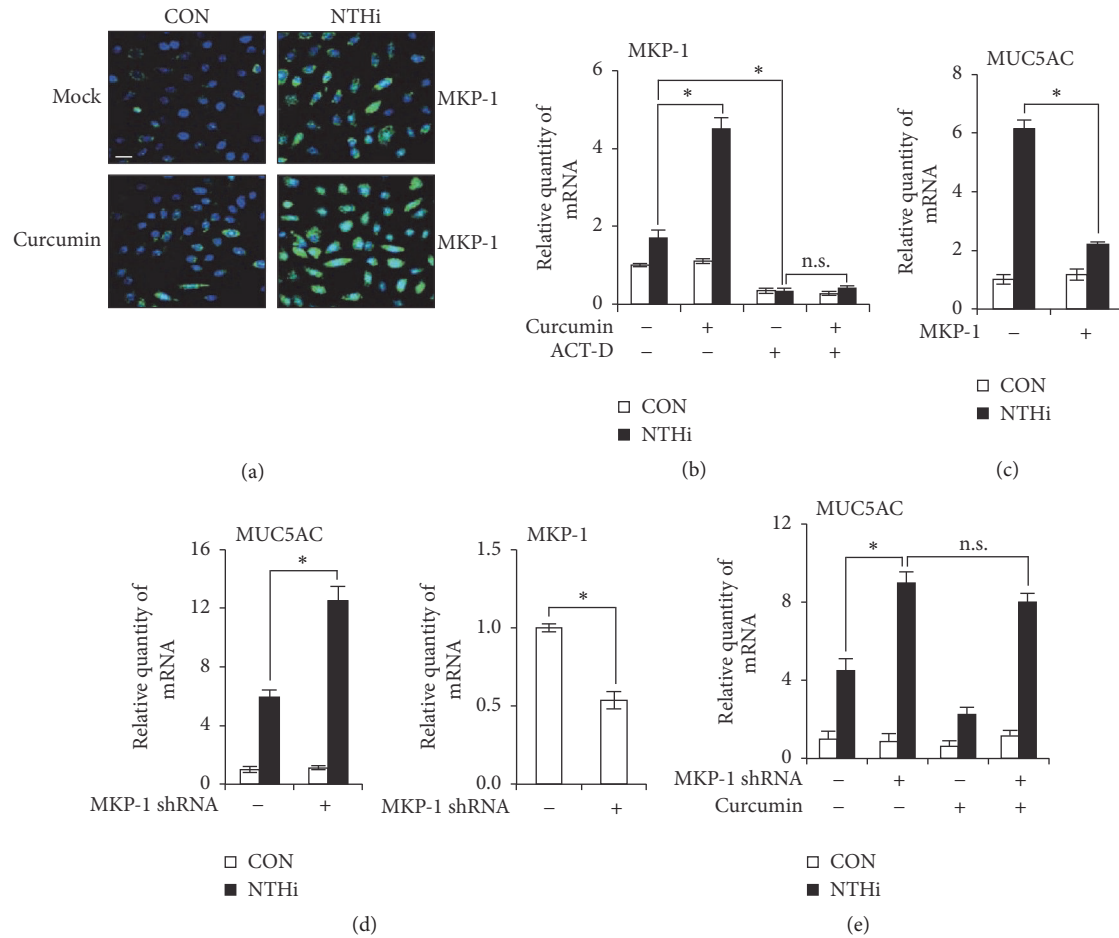 CON NTHi
Mock MKP-1
Curcumin MKP-1
(a)
MKP-1
Relative quantity of
mRNA
6
4
2
0
*
*
n.s.
Curcumin − + − +
ACT-D − − + +
CON
NTHi
(b)
MUC5AC
Relative quantity of
mRNA
8
6
4
2
0
*
MKP-1 − +
CON
NTHi
(c)
MUC5AC
Relative quantity of
mRNA
16
12
8
4
0
*
MKP-1 shRNA − +
CON
NTHi
MKP-1
Relative quantity of
mRNA
1.5
1.0
0.5
0.0
*
MKP-1 shRNA − +
(d)
MUC5AC
Relative quantity of
mRNA
12
8
4
0
*
n.s.
MKP-1 shRNA − + − +
Curcumin − − + +
CON
NTHi
(e)